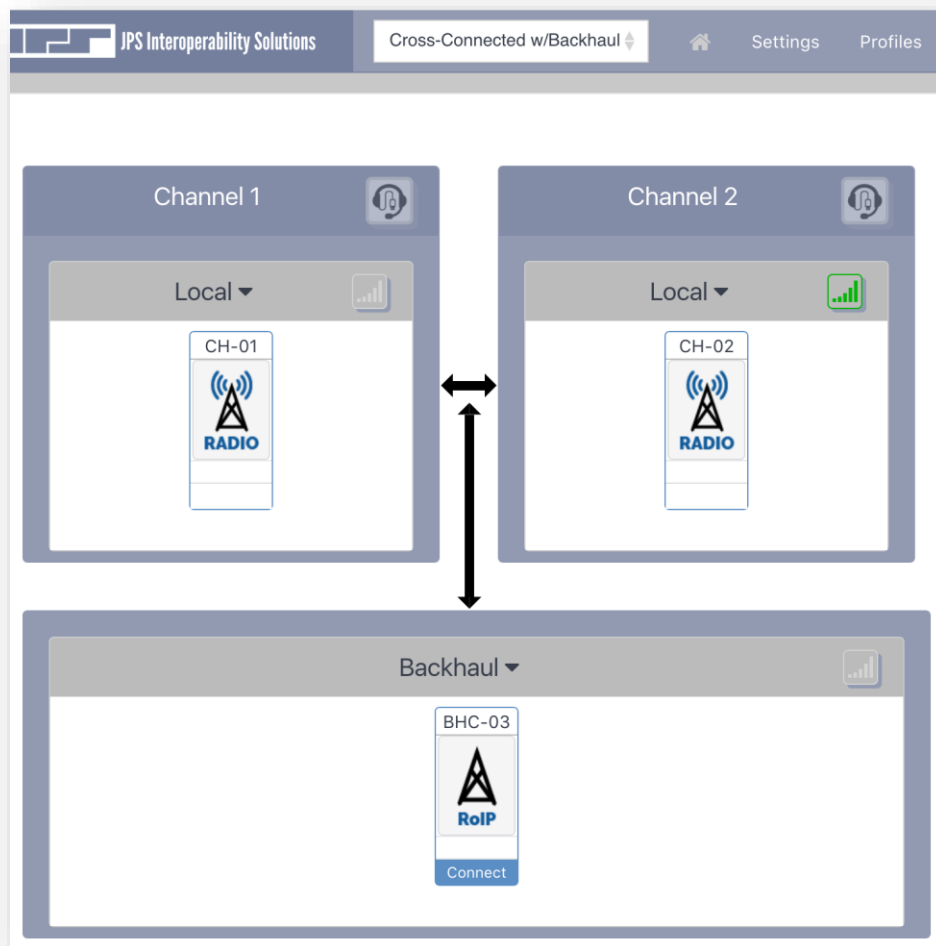 JPS Interoperability Solutions
Cross-Connected w/Backhaul
Settings
Profiles
Channel 1
Channel 2
Local
Local
CH-01
RADIO
CH-02
RADIO
Backhaul
BHC-03
RoIP
Connect